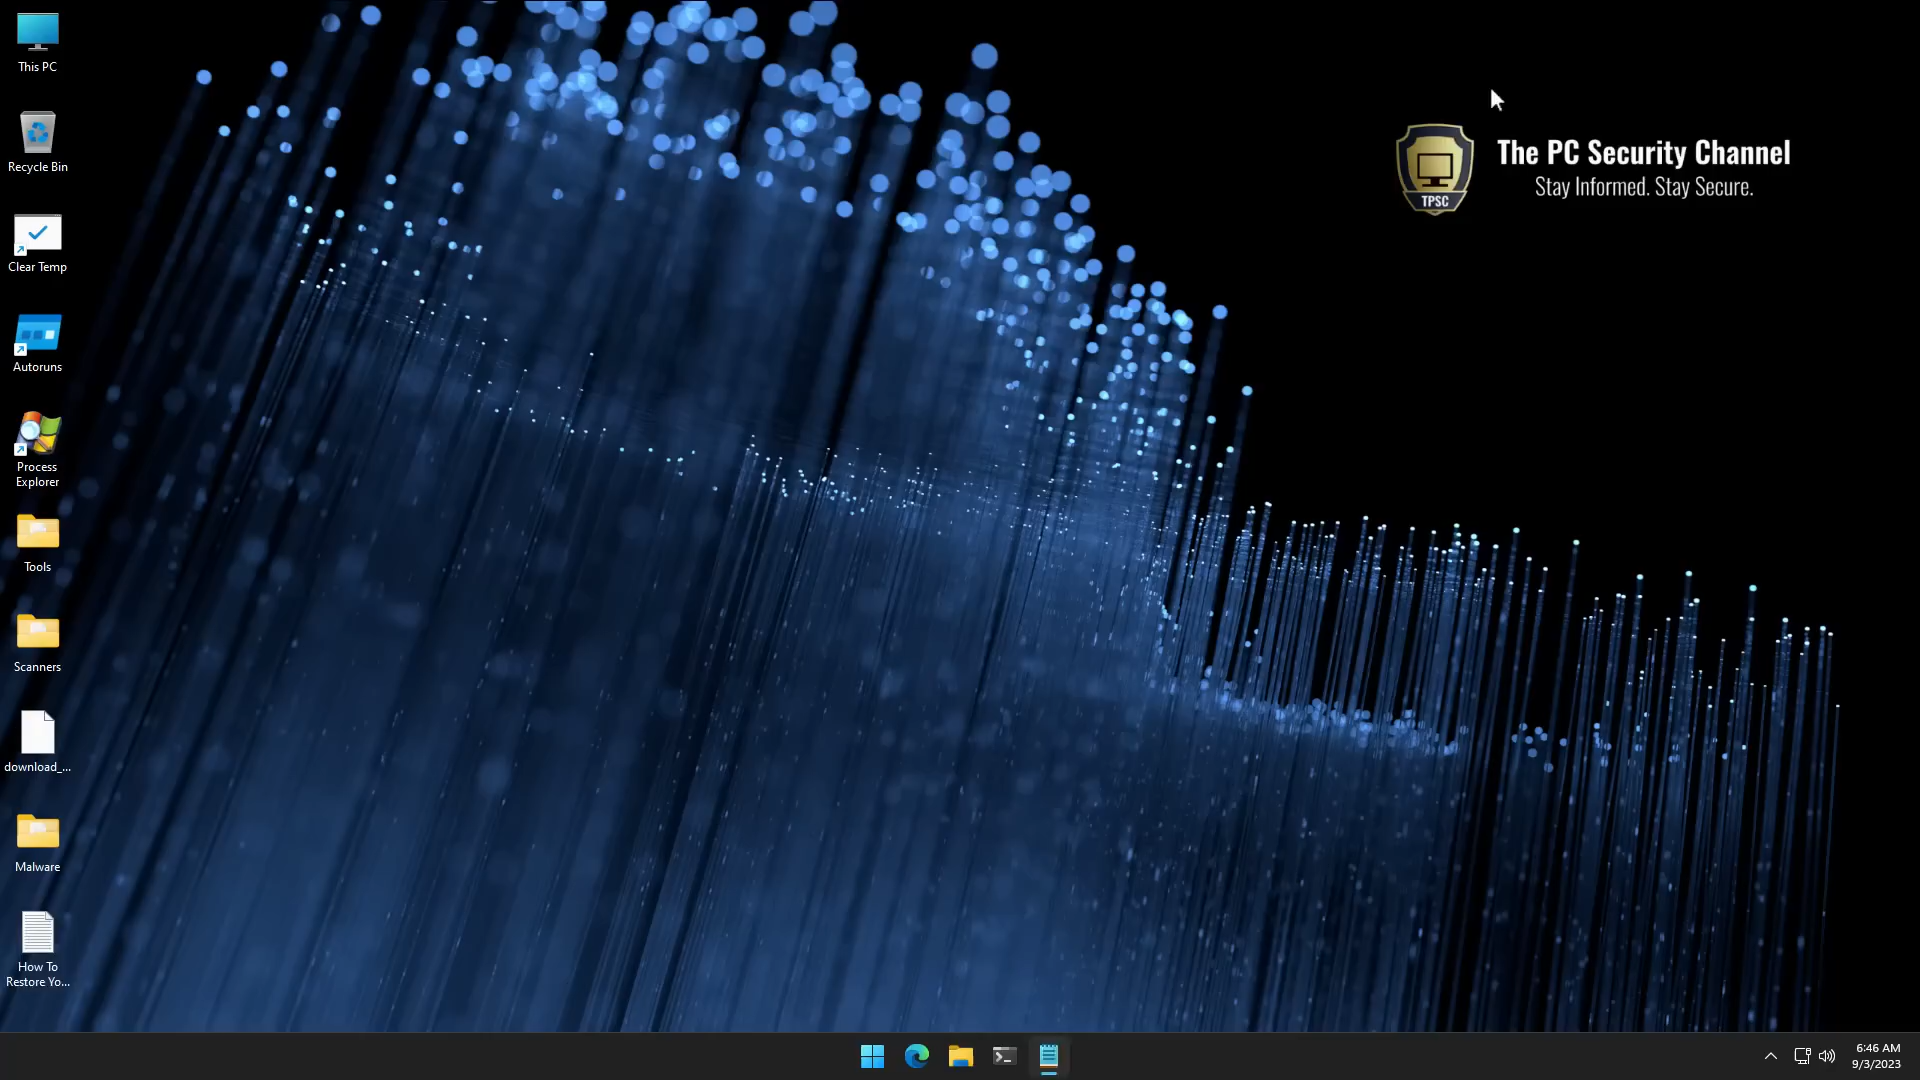 This PC
Recycle Bin
Clear Temp
Autoruns
Process
Explorer
Tools
Scanners
download_...
Malware
How To
Restore Yo...
The PC Security Channel
Stay Informed. Stay Secure.
TPSC
6:46 AM
9/3/2023